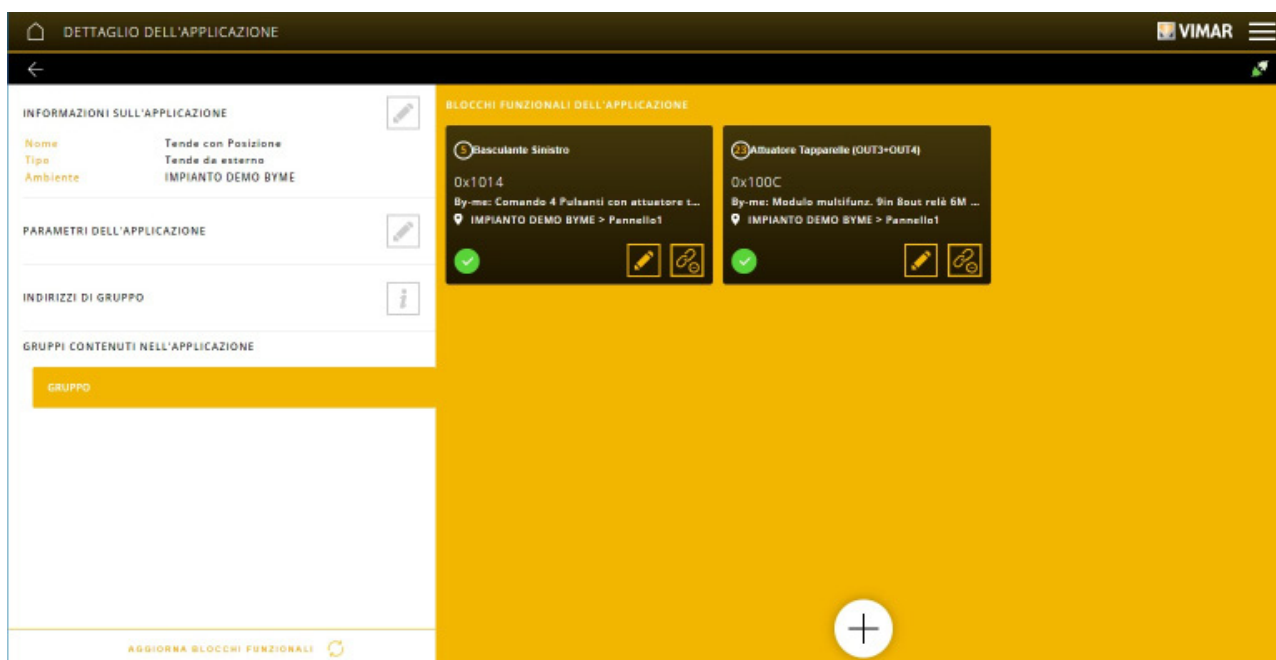 DETTAGLIO DELL'APPLICAZIONE
VIMAR
INFORMAZIONI SULL'APPLICAZIONE
Nome Tende con Posizione
Tipo Tende da esterno
Ambiente IMPIANTO DEMO BYME
PARAMETRI DELL'APPLICAZIONE
INDIRIZZI DI GRUPPO
GRUPPI CONTENUTI NELL'APPLICAZIONE
GRUPPO
AGGIORNA BLOCCHI FUNZIONALI
BLOCCHI FUNZIONALI DELL'APPLICAZIONE
5 Basculante Sinistro
0x1014
By-me: Comando 4 Pulsanti con attuatore t...
IMPIANTO DEMO BYME > Pannello1
23 Attuatore Tapparelle (OUT3+OUT4)
0x100C
By-me: Modulo multifunz. 9in 8out relè 6M ...
IMPIANTO DEMO BYME > Pannello1